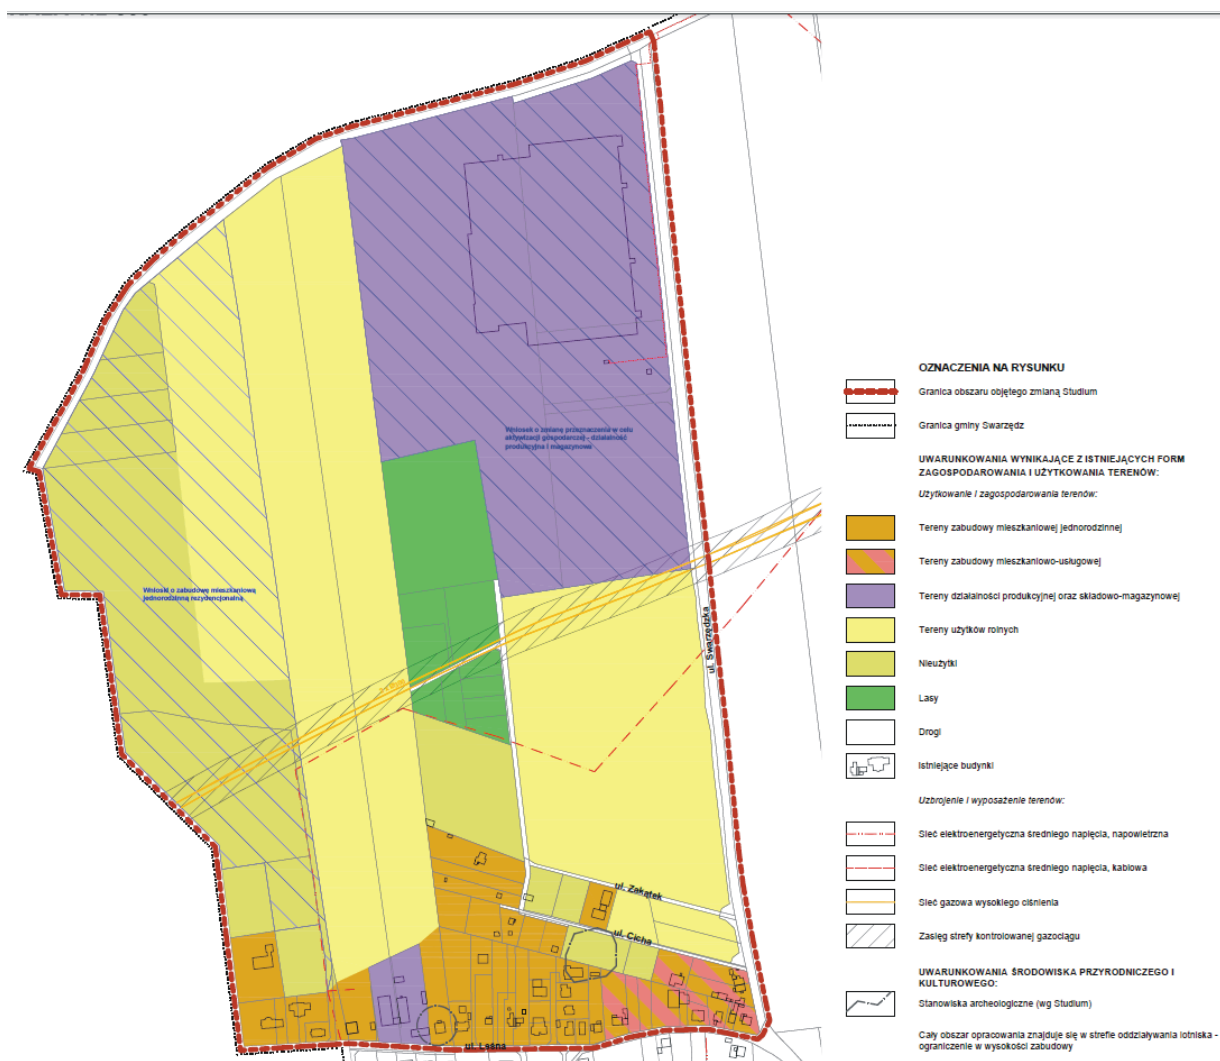 Wniosek o zmianę przeznaczenia w celu
aktywizacji gospodarczej - działalność
produkcyjna i magazynowa
Wnioski o zabudowę mieszkaniową
jednorodzinną rezydencjonalną
ul. Swarzędzka
ul. Zakątek
ul. Cicha
ul. Leśna
OZNACZENIA NA RYSUNKU
Granica obszaru objętego zmianą Studium
Granica gminy Swarzędz
UWARUNKOWANIA WYNIKAJĄCE Z ISTNIEJĄCYCH FORM
ZAGOSPODAROWANIA I UŻYTKOWANIA TERENÓW:
Użytkowanie i zagospodarowania terenów:
Tereny zabudowy mieszkaniowej jednorodzinnej
Tereny zabudowy mieszkaniowo-usługowej
Tereny działalności produkcyjnej oraz składowo-magazynowej
Tereny użytków rolnych
Nieużytki
Lasy
Drogi
Istniejące budynki
Uzbrojenie i wyposażenie terenów:
Sieć elektroenergetyczna średniego napięcia, napowietrzna
Sieć elektroenergetyczna średniego napięcia, kablowa
Sieć gazowa wysokiego ciśnienia
Zasięg strefy kontrolowanej gazociągu
UWARUNKOWANIA ŚRODOWISKA PRZYRODNICZEGO I
KULTUROWEGO:
Stanowiska archeologiczne (wg Studium)
Cały obszar opracowania znajduje się w strefie oddziaływania lotniska -
ograniczenie w wysokości zabudowy